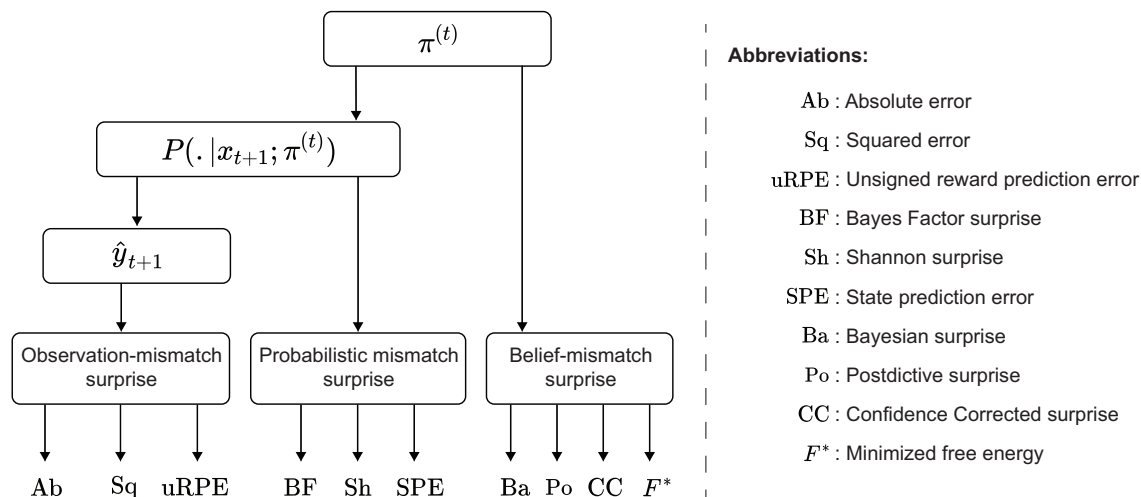 π^(t)
P(. |x_{t+1}; π^(t))
ŷ_{t+1}
Observation-mismatch
surprise
Probabilistic mismatch
surprise
Belief-mismatch
surprise
Ab Sq uRPE BF Sh SPE Ba Po CC F*
Abbreviations:
Ab : Absolute error
Sq : Squared error
uRPE : Unsigned reward prediction error
BF : Bayes Factor surprise
Sh : Shannon surprise
SPE : State prediction error
Ba : Bayesian surprise
Po : Postdictive surprise
CC : Confidence Corrected surprise
F* : Minimized free energy